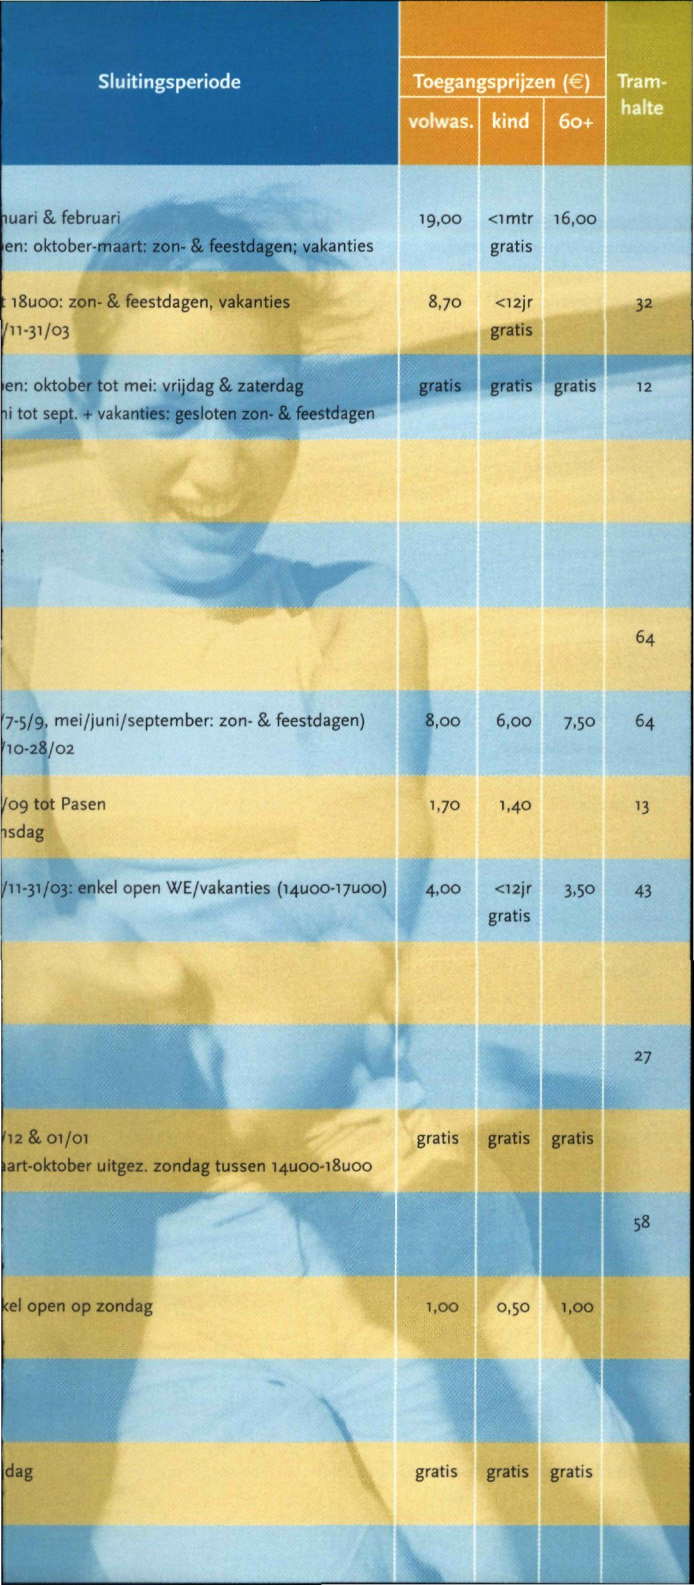 Sluitingsperiode
Toegangsprijzen (€)
volwas. kind 60+
Tram-
halte
nuari & februari 19,00 <1mtr 16,00
en: oktober-maart: zon- & feestdagen; vakanties gratis
t 18u00: zon- & feestdagen, vakanties 8,70 <12jr 32
/11-31/03 gratis
en: oktober tot mei: vrijdag & zaterdag gratis gratis gratis 12
ni tot sept. + vakanties: gesloten zon- & feestdagen
64
/7-5/9, mei/juni/september: zon- & feestdagen) 8,00 6,00 7,50 64
/10-28/02
/09 tot Pasen 1,70 1,40 13
nsdag
/11-31/03: enkel open WE/vakanties (14u00-17u00) 4,00 <12jr 3,50 43
gratis
27
/12 & 01/01 gratis gratis gratis
aart-oktober uitgez. zondag tussen 14u00-18u00
58
kel open op zondag 1,00 0,50 1,00
dag gratis gratis gratis